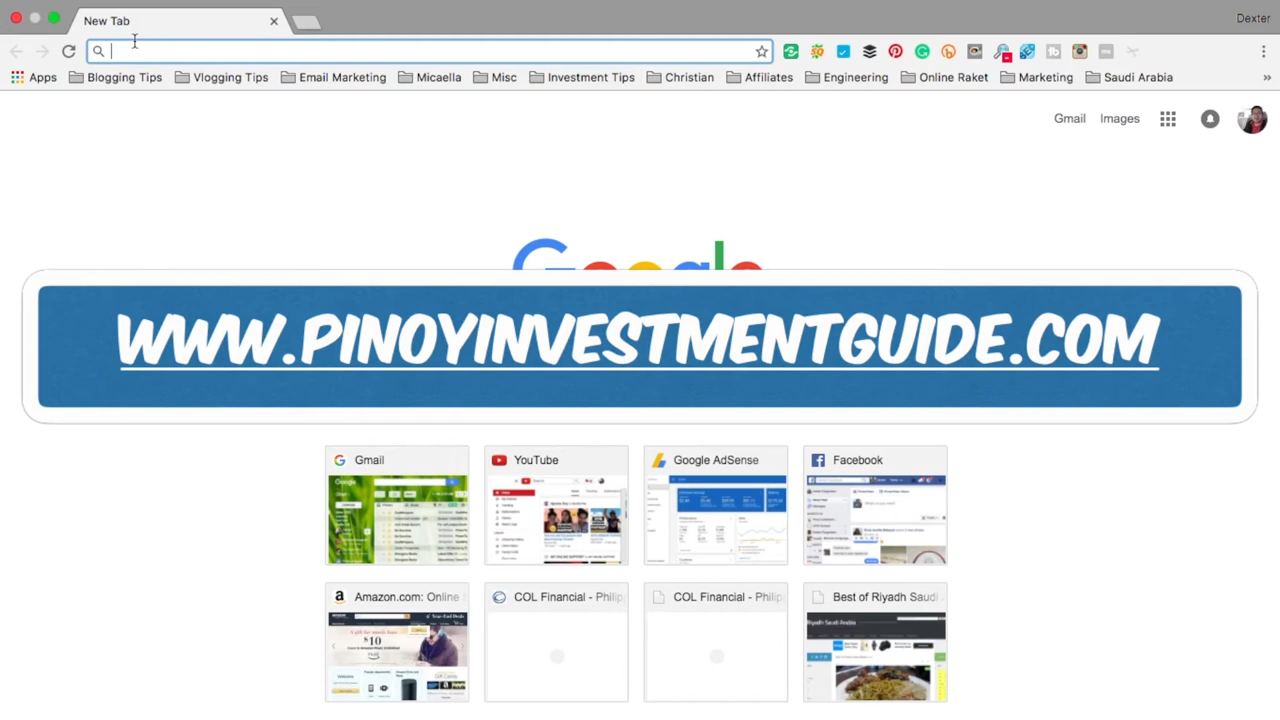 New Tab
Dexter
Apps Blogging Tips Vlogging Tips Email Marketing Micaella Misc Investment Tips Christian Affiliates Engineering Online Raket Marketing Saudi Arabia »
Gmail Images
Google
WWW.PINOYINVESTMENTGUIDE.COM
Gmail YouTube Google AdSense Facebook
Amazon.com: Online COL Financial - Philip COL Financial - Philip Best of Riyadh Saudi